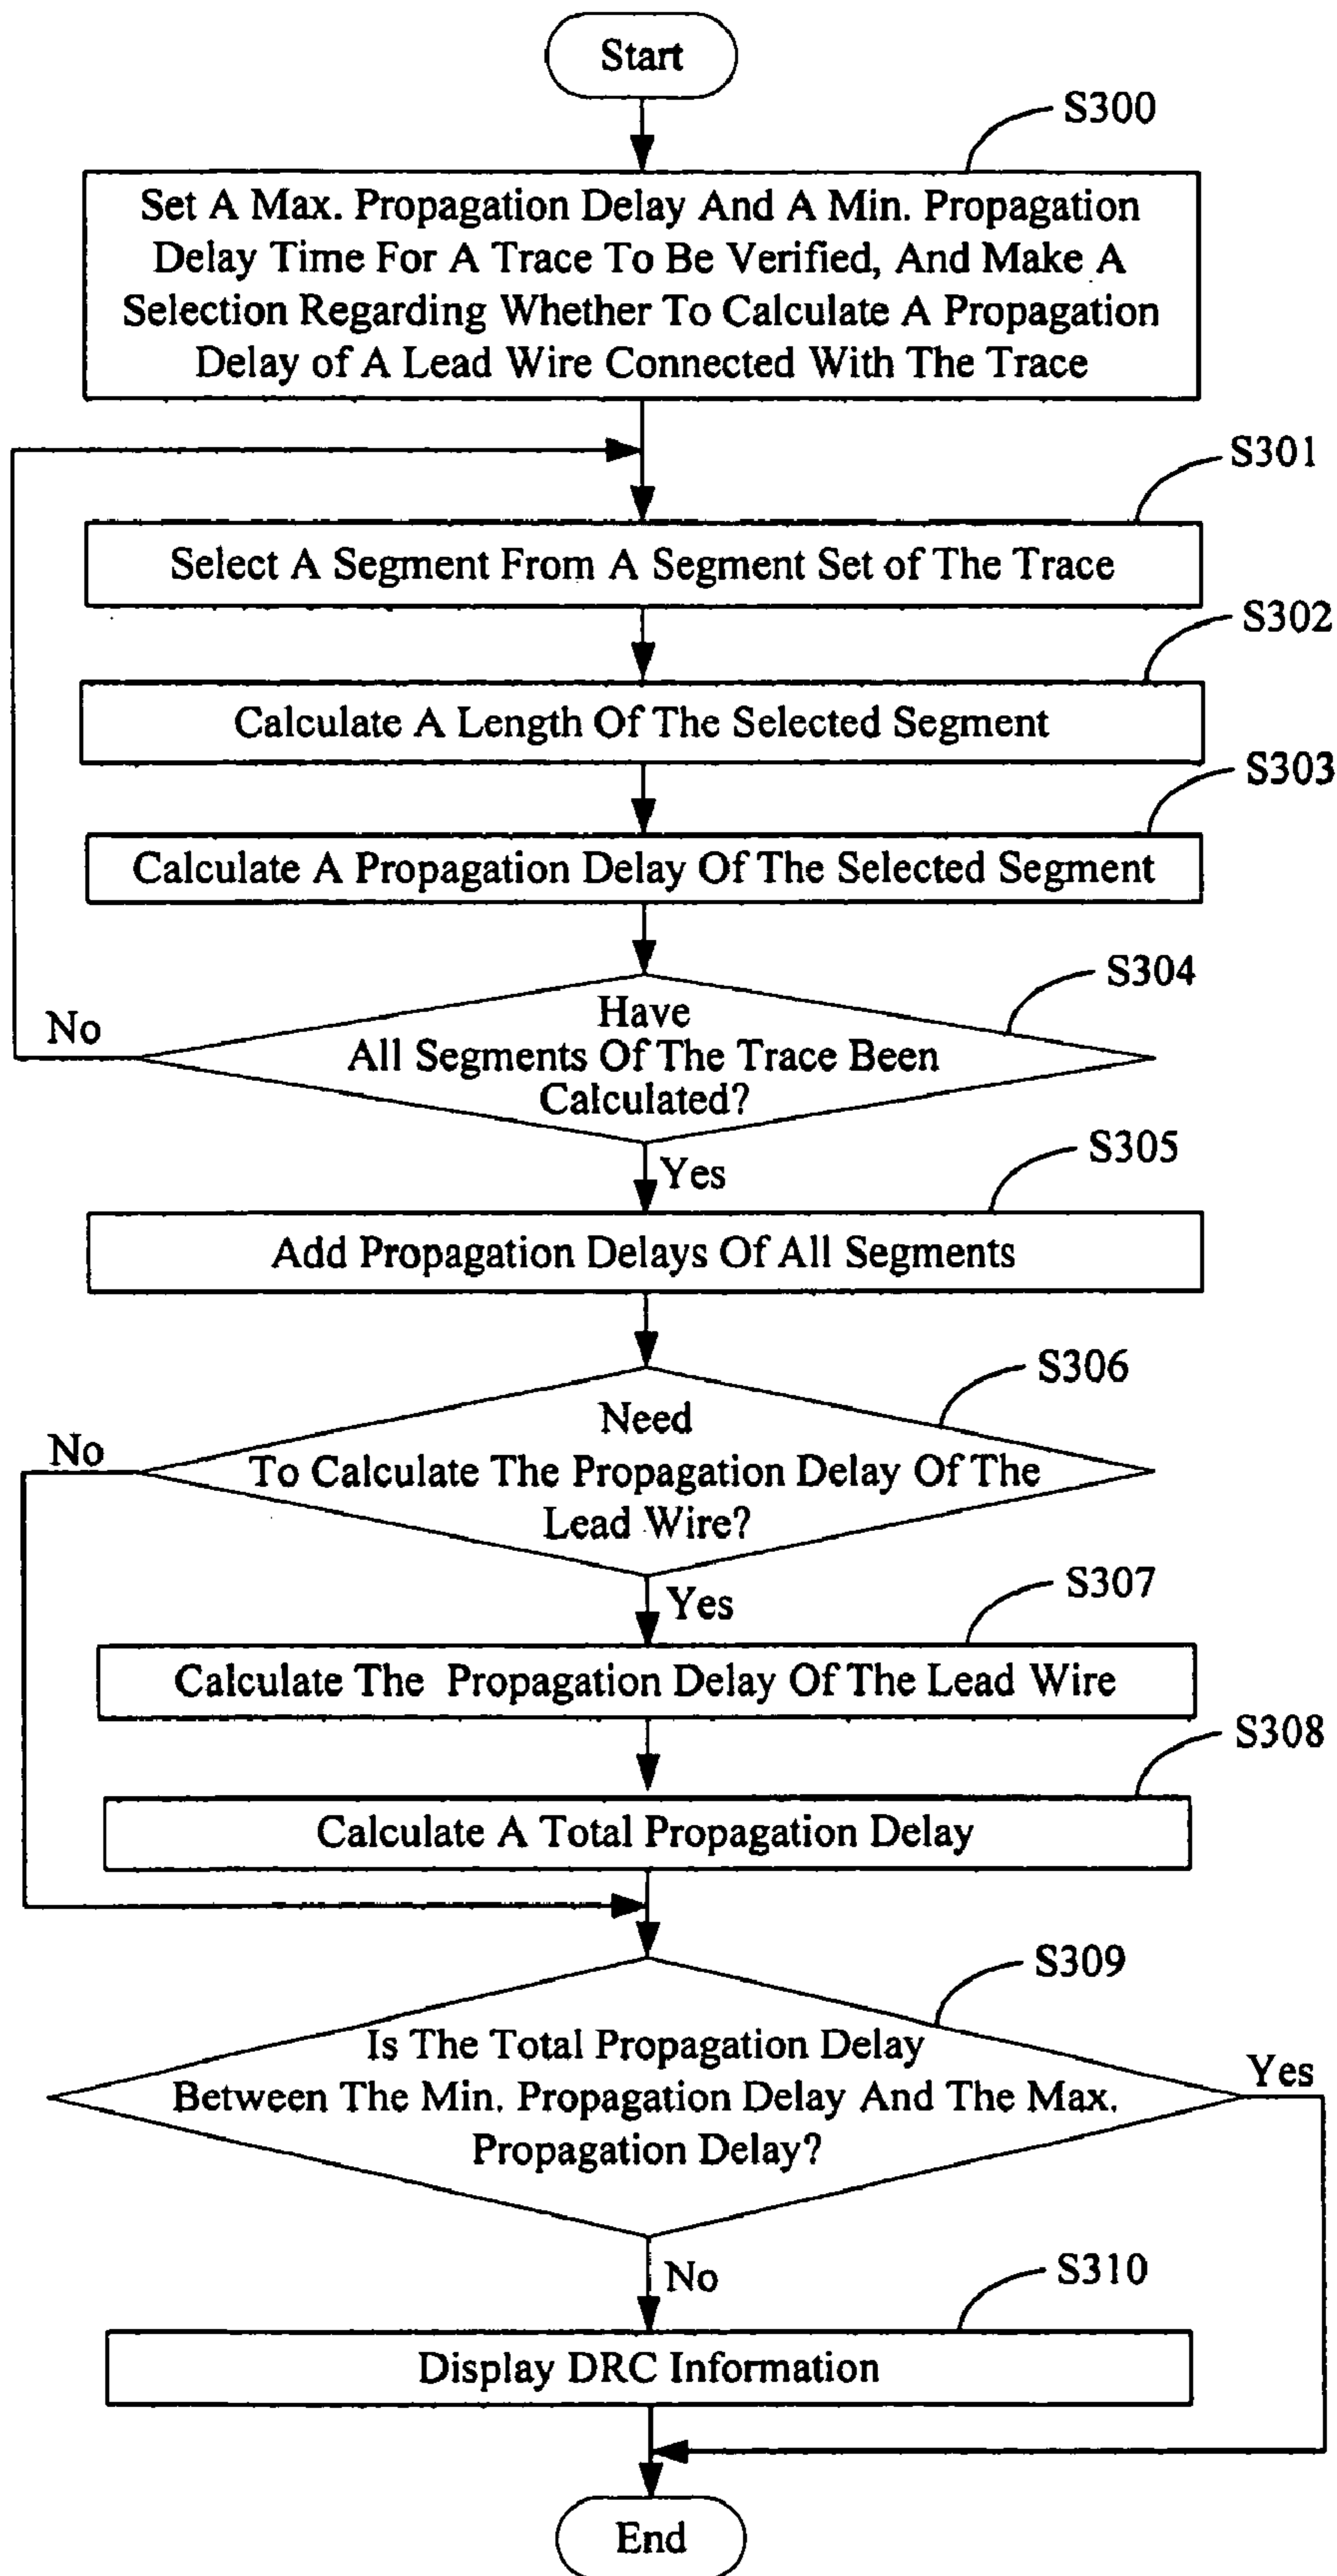 Start
S300
Set A Max. Propagation Delay And A Min. Propagation
Delay Time For A Trace To Be Verified, And Make A
Selection Regarding Whether To Calculate A Propagation
Delay of A Lead Wire Connected With The Trace
S301
Select A Segment From A Segment Set of The Trace
S302
Calculate A Length Of The Selected Segment
S303
Calculate A Propagation Delay Of The Selected Segment
S304
Have
All Segments Of The Trace Been
Calculated?
No
Yes
S305
Add Propagation Delays Of All Segments
S306
Need
To Calculate The Propagation Delay Of The
Lead Wire?
No
Yes
S307
Calculate The Propagation Delay Of The Lead Wire
S308
Calculate A Total Propagation Delay
S309
Is The Total Propagation Delay
Between The Min. Propagation Delay And The Max.
Propagation Delay?
Yes
No
S310
Display DRC Information
End